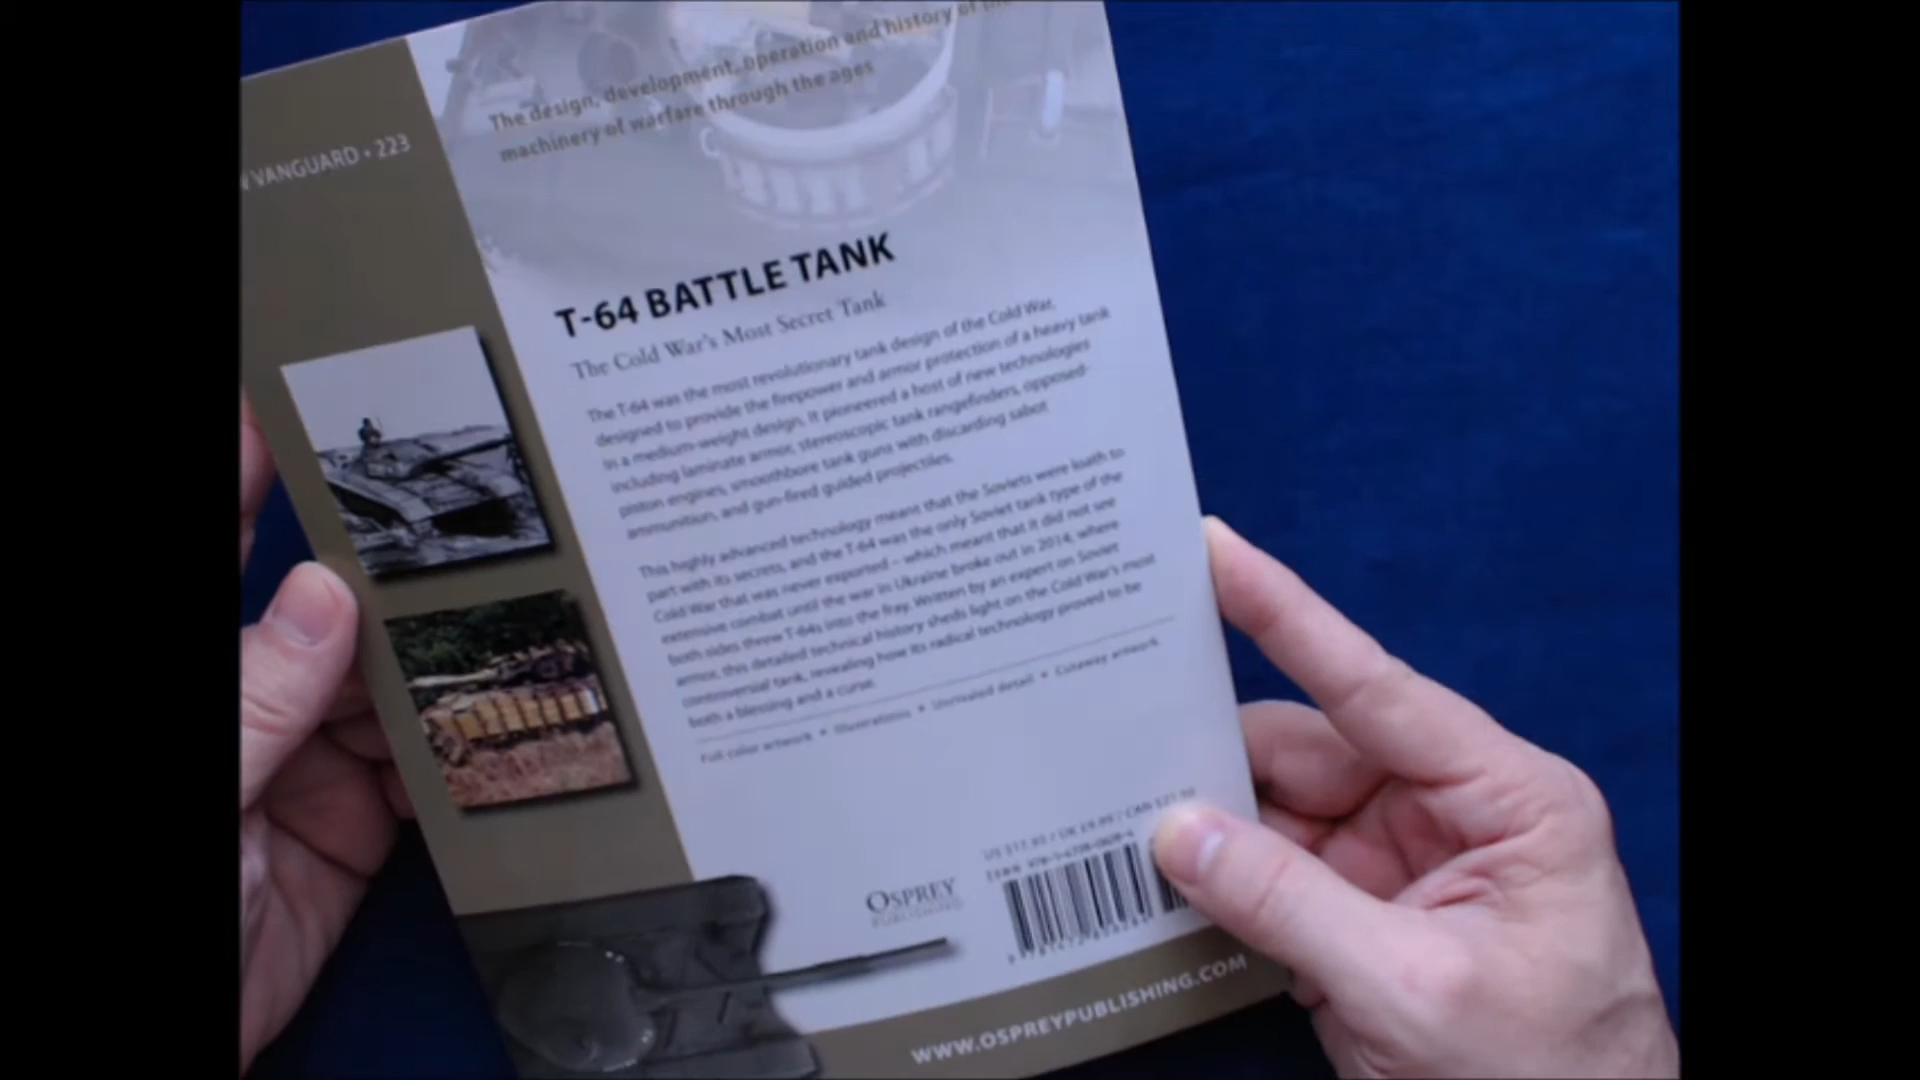 The design, development, operation and history of the
machinery of warfare through the ages
VANGUARD • 223
T-64 BATTLE TANK
The Cold War's Most Secret Tank
The T-64 was the most revolutionary tank design of the Cold War,
designed to provide the firepower and armor protection of a heavy tank
in a medium-weight design. It pioneered a host of new technologies
including laminate armor, stereoscopic tank rangefinders, opposed-
piston engines, smoothbore tank guns with discarding sabot
ammunition, and gun-fired guided projectiles.
This highly advanced technology meant that the Soviets were loath to
part with its secrets, and the T-64 was the only Soviet tank type of the
Cold War that was never exported – which meant that it did not see
extensive combat until the war in Ukraine broke out in 2014, where
both sides threw T-64s into the fray. Written by an expert on Soviet
armor, this detailed technical history sheds light on the Cold War's most
controversial tank, revealing how its radical technology proved to be
both a blessing and a curse.
Full color artwork • Illustrations • Unrivaled detail • Cutaway artwork
US $17.95 / UK £9.99 / CAN
ISBN
OSPREY
PUBLISHING
WWW.OSPREYPUBLISHING.COM